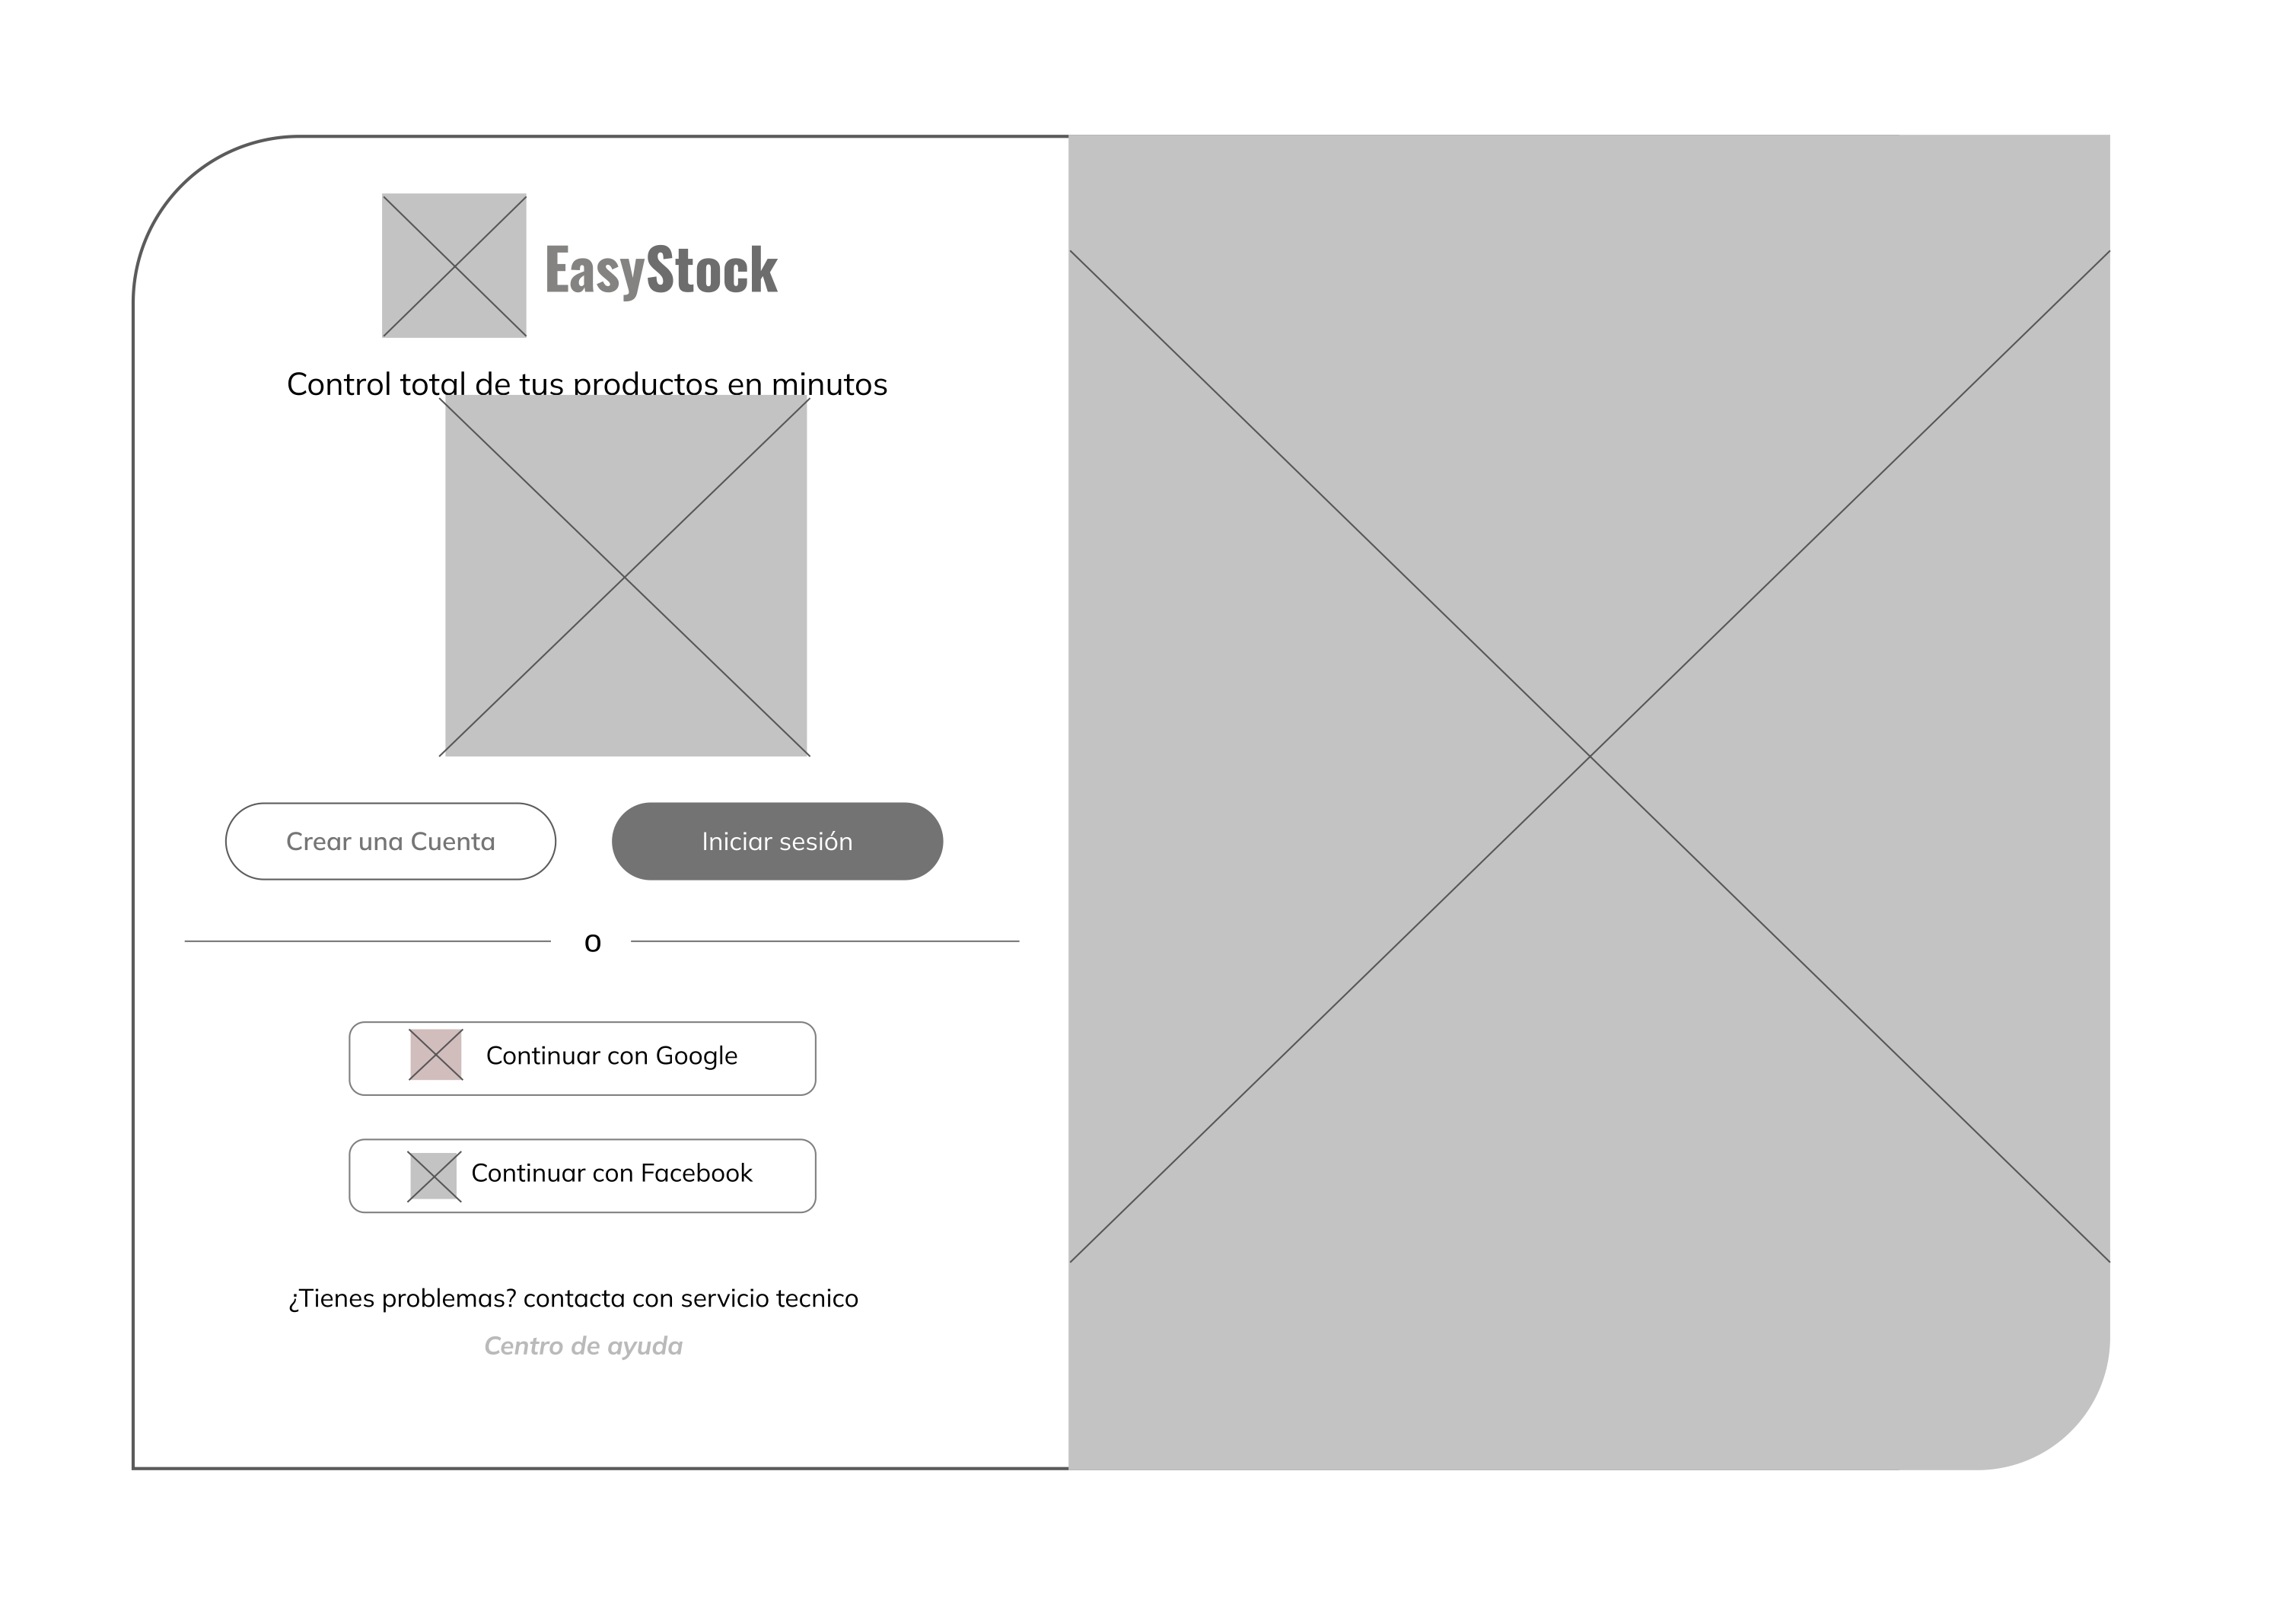 EasyStock
Control total de tus productos en minutos
Crear una Cuenta
Iniciar sesión
o
Continuar con Google
Continuar con Facebook
¿Tienes problemas? contacta con servicio tecnico
Centro de ayuda